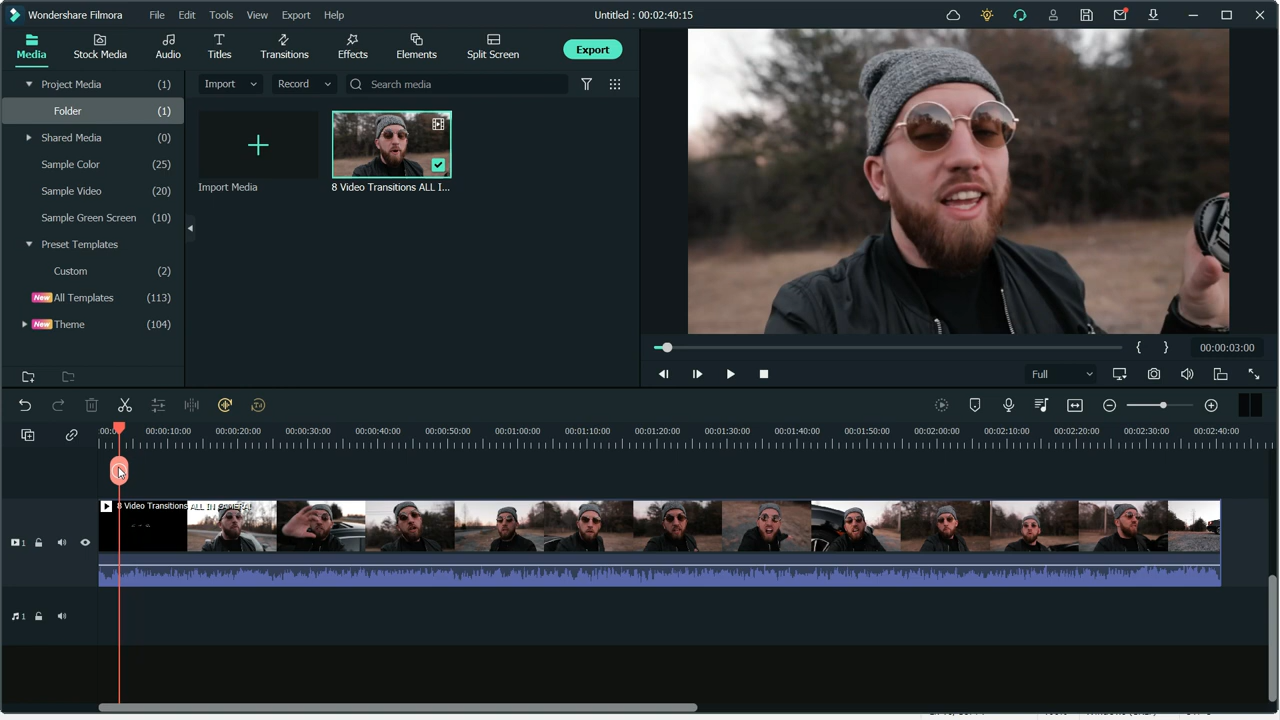 Wondershare Filmora File Edit Tools View Export Help Untitled : 00:02:40:15
Media Stock Media Audio Titles Transitions Effects Elements Split Screen Export
Project Media (1)
Folder (1)
Shared Media (0)
Sample Color (25)
Sample Video (20)
Sample Green Screen (10)
Preset Templates
Custom (2)
New All Templates (113)
New Theme (104)
Import Record Search media
Import Media 8 Video Transitions ALL I...
{ } 00:00:03:00
Full
00:00:10:00 00:00:20:00 00:00:30:00 00:00:40:00 00:00:50:00 00:01:00:00 00:01:10:00 00:01:20:00 00:01:30:00 00:01:40:00 00:01:50:00 00:02:00:00 00:02:10:00 00:02:20:00 00:02:30:00 00:02:40:00
8 Video Transitions ALL IN CAMERA!
1
1